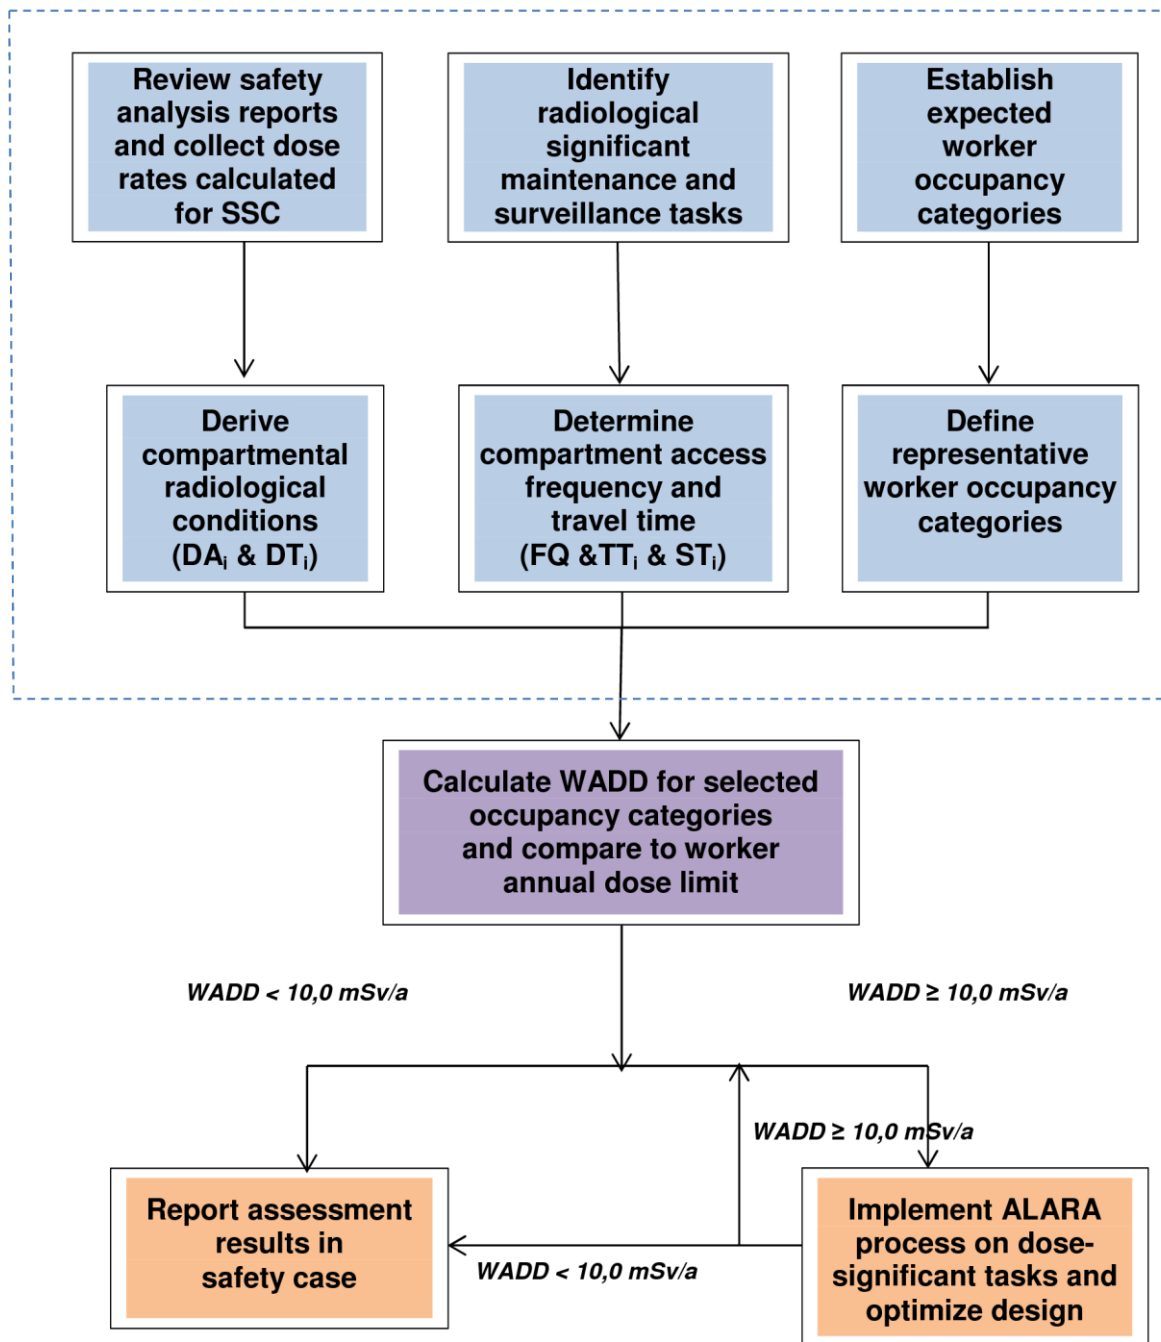 Review safety
analysis reports
and collect dose
rates calculated
for SSC
Identify
radiological
significant
maintenance and
surveillance tasks
Establish
expected
worker
occupancy
categories
Derive
compartmental
radiological
conditions
(DAi & DTi)
Determine
compartment access
frequency and
travel time
(FQ &TTi & STi)
Define
representative
worker occupancy
categories
Calculate WADD for selected
occupancy categories
and compare to worker
annual dose limit
WADD < 10,0 mSv/a
WADD ≥ 10,0 mSv/a
WADD ≥ 10,0 mSv/a
Report assessment
results in
safety case
WADD < 10,0 mSv/a
Implement ALARA
process on dose-
significant tasks and
optimize design